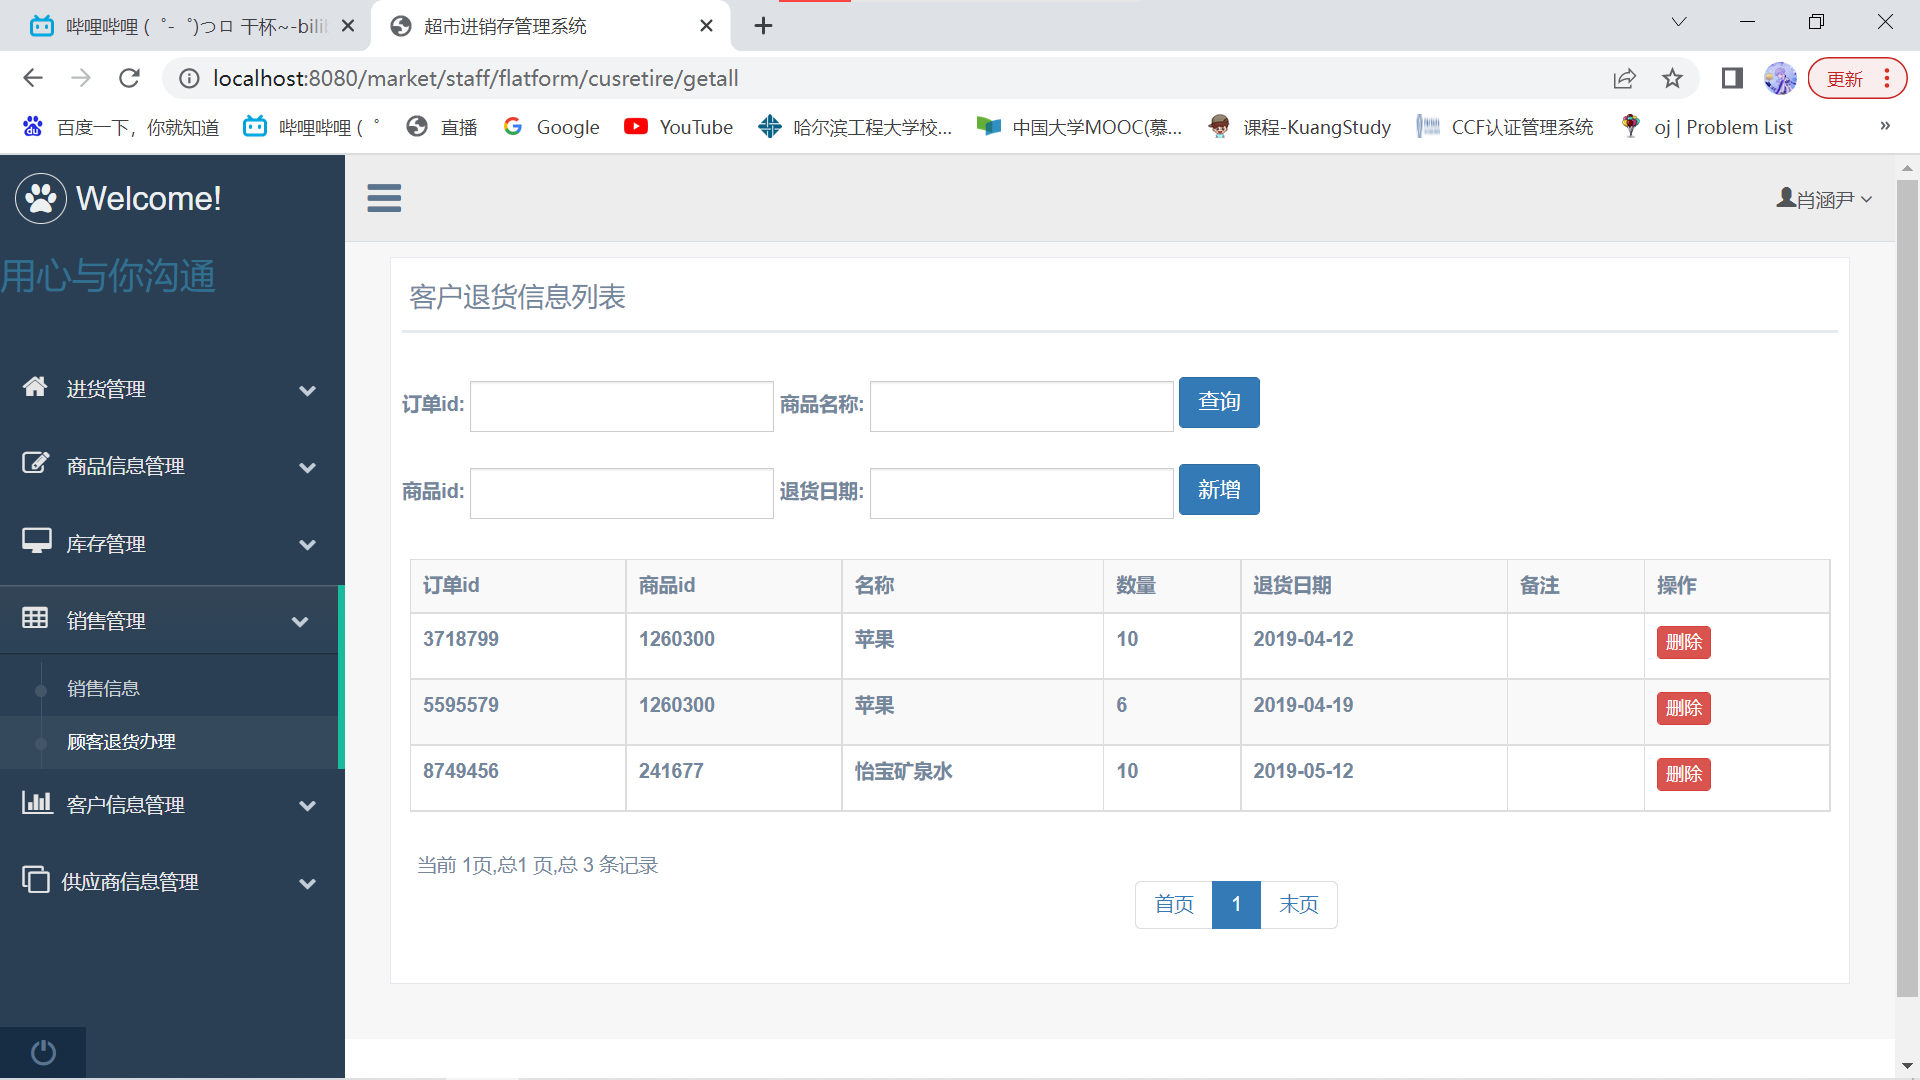 哔哩哔哩 (゜-゜)つロ 干杯~-bili
超市进销存管理系统
localhost:8080/market/staff/flatform/cusretire/getall
更新
百度一下，你就知道
哔哩哔哩 (゜
直播
Google
YouTube
哈尔滨工程大学校...
中国大学MOOC(慕...
课程-KuangStudy
CCF认证管理系统
oj | Problem List
»
Welcome!
肖涵尹
用心与你沟通
进货管理
商品信息管理
库存管理
销售管理
销售信息
顾客退货办理
客户信息管理
供应商信息管理
客户退货信息列表
订单id: 商品名称: 查询
商品id: 退货日期: 新增
订单id 商品id 名称 数量 退货日期 备注 操作
3718799 1260300 苹果 10 2019-04-12 删除
5595579 1260300 苹果 6 2019-04-19 删除
8749456 241677 怡宝矿泉水 10 2019-05-12 删除
当前 1页,总1 页,总 3 条记录
首页 1 末页